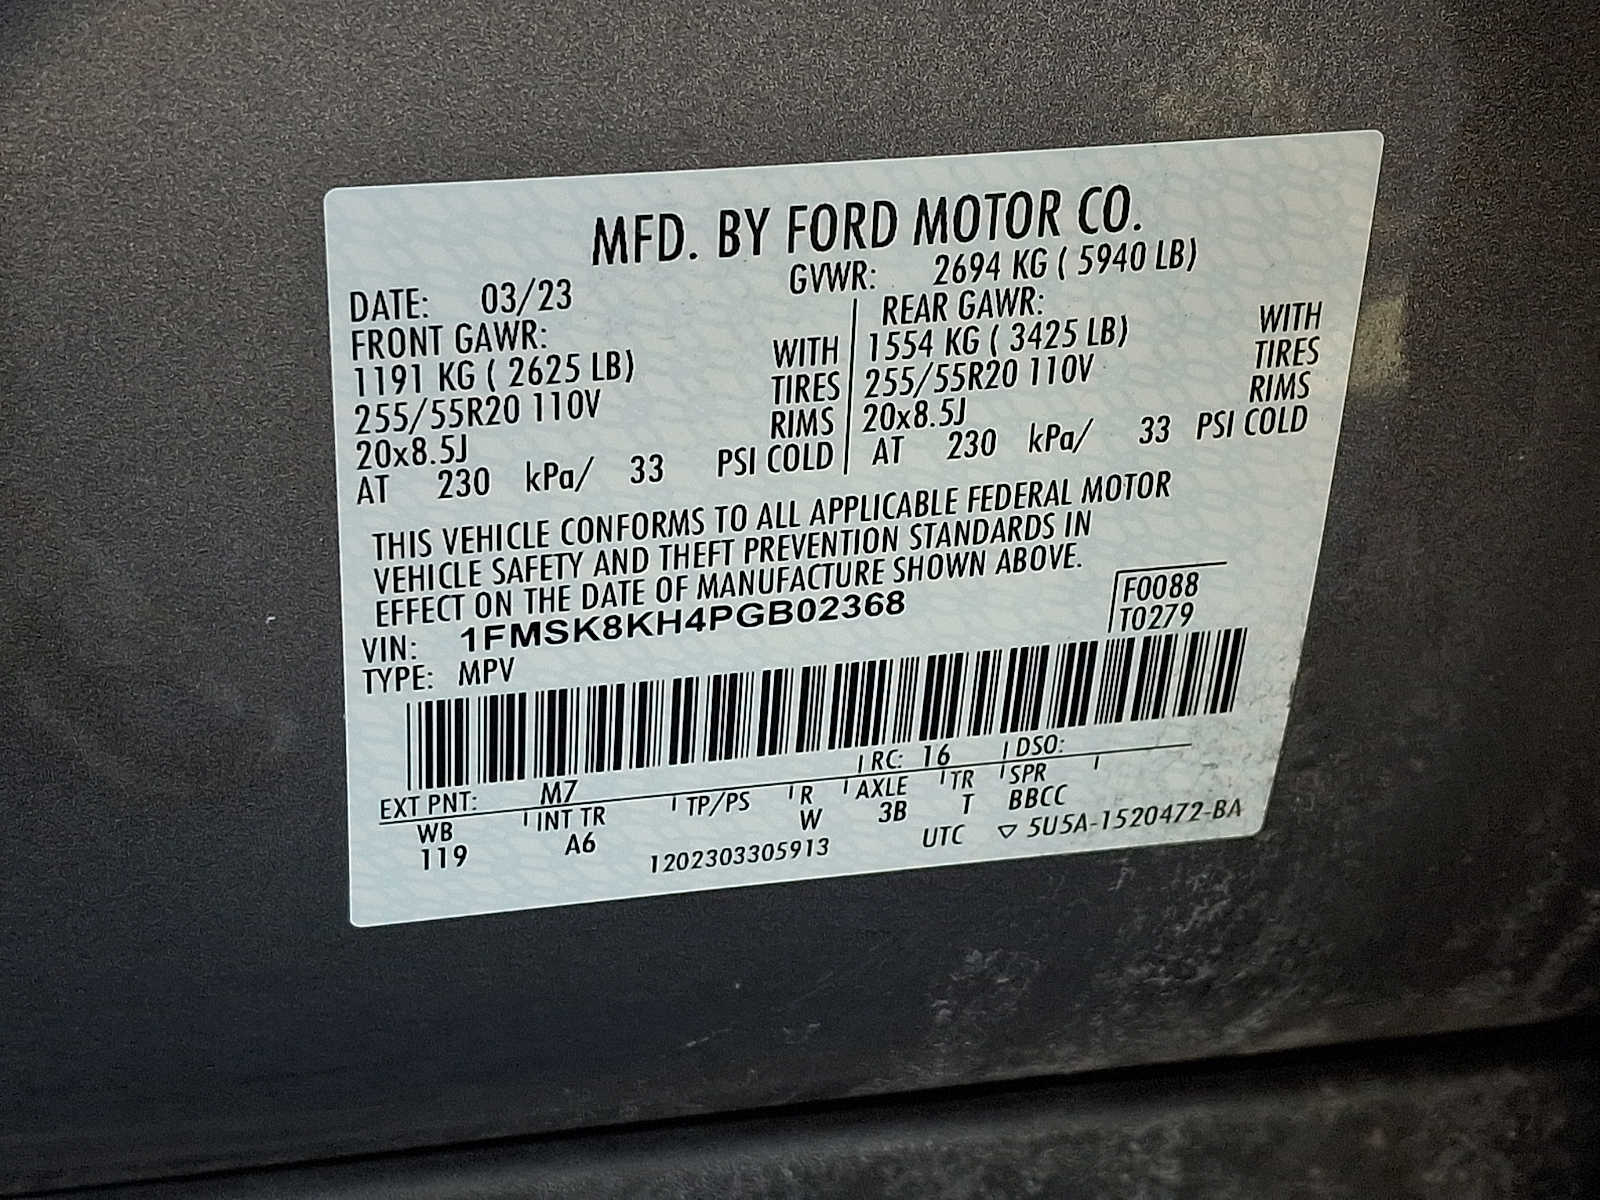 MFD. BY FORD MOTOR CO.
DATE: 03/23 GVWR: 2694 KG ( 5940 LB)
FRONT GAWR: REAR GAWR:
1191 KG ( 2625 LB) WITH 1554 KG ( 3425 LB) WITH
255/55R20 110V TIRES 255/55R20 110V TIRES
20x8.5J RIMS 20x8.5J RIMS
AT 230 kPa/ 33 PSI COLD AT 230 kPa/ 33 PSI COLD
THIS VEHICLE CONFORMS TO ALL APPLICABLE FEDERAL MOTOR
VEHICLE SAFETY AND THEFT PREVENTION STANDARDS IN
EFFECT ON THE DATE OF MANUFACTURE SHOWN ABOVE.
VIN: 1FMSK8KH4PGB02368 F0088
TYPE: MPV T0279
EXT PNT: M7 RC: 16 DSO:
WB INT TR TP/PS R AXLE TR SPR
119 A6 W 3B T BBCC
1202303305913 UTC ▽ 5U5A-1520472-BA